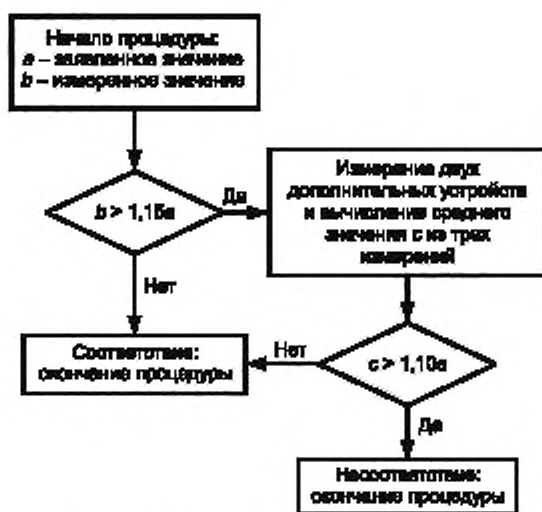 Начало процедуры:
a – заявленное значение
b – измеренное значение
b > 1,15a
Да
Измерение двух
дополнительных устройств
и вычисление среднего
значения c из трех
измерений
Нет
Соответствие:
окончание процедуры
Нет
c > 1,10a
Да
Несоответствие:
окончание процедуры